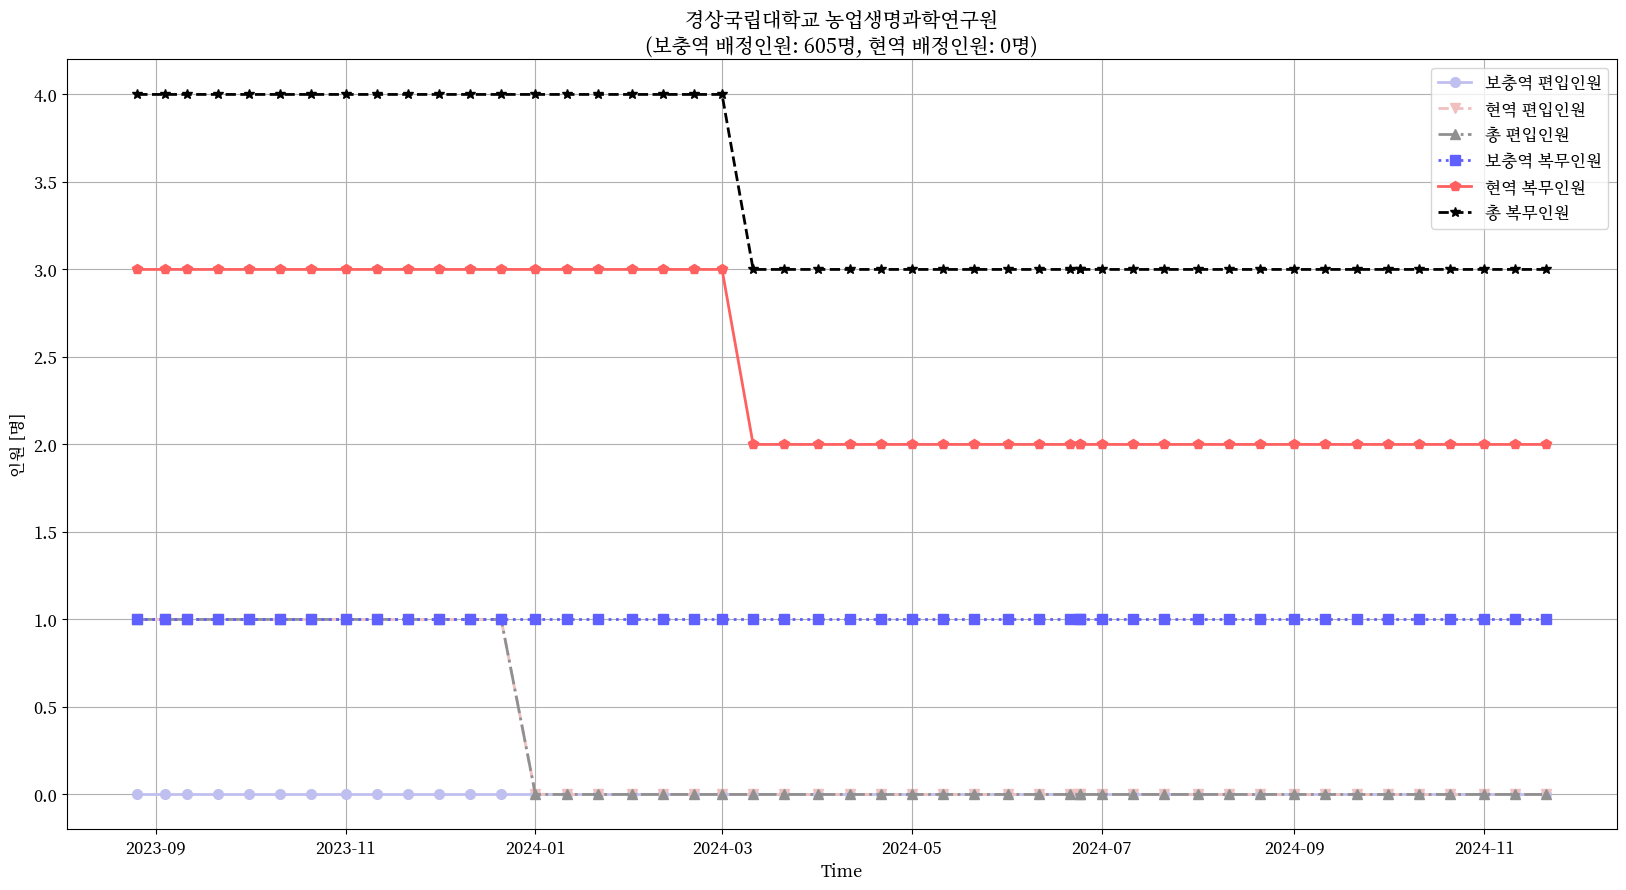 경상국립대학교 농업생명과학연구원
(보충역 배정인원: 605명, 현역 배정인원: 0명)
보충역 편입인원
현역 편입인원
총 편입인원
보충역 복무인원
현역 복무인원
총 복무인원
4.0
3.5
3.0
2.5
2.0
1.5
1.0
0.5
0.0
인원 [명]
2023-09
2023-11
2024-01
2024-03
2024-05
2024-07
2024-09
2024-11
Time